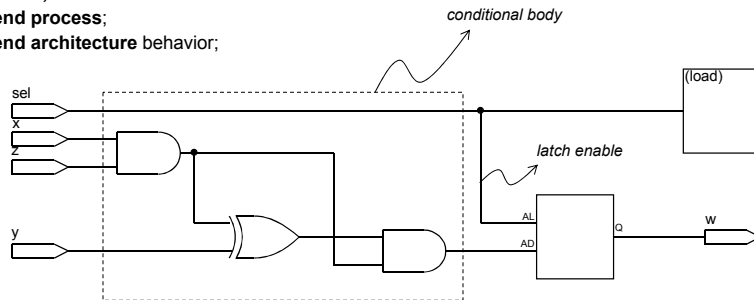 end process;
end architecture behavior;
conditional body
(load)
sel
x
z
latch enable
AL
y
AD
Q
w